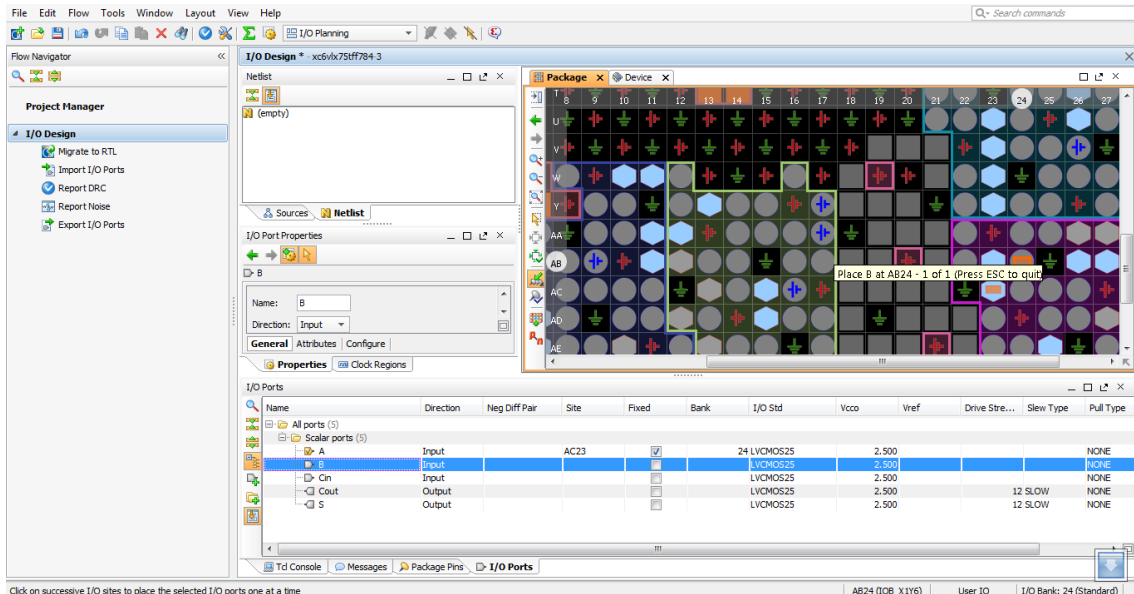 File Edit Flow Tools Window Layout View Help
Search commands
I/O Planning
Flow Navigator
I/O Design * - xc6vlx75tff784-3
Project Manager
I/O Design
Migrate to RTL
Import I/O Ports
Report DRC
Report Noise
Export I/O Ports
Netlist
(empty)
Sources Netlist
I/O Port Properties
B
Name: B
Direction: Input
General Attributes Configure
Properties Clock Regions
Package Device
8 9 10 11 12 13 14 15 16 17 18 19 20 21 22 23 24 25 26 27
T
U
V
W
Y
AA
AB
AC
AD
AE
Place B at AB24 - 1 of 1 (Press ESC to quit)
I/O Ports
Name Direction Neg Diff Pair Site Fixed Bank I/O Std Vcco Vref Drive Stre... Slew Type Pull Type
All ports (5)
Scalar ports (5)
A Input AC23 24 LVCMOS25 2.500 NONE
B Input LVCMOS25 2.500 NONE
Cin Input LVCMOS25 2.500 NONE
Cout Output LVCMOS25 2.500 12 SLOW NONE
S Output LVCMOS25 2.500 12 SLOW NONE
Tcl Console Messages Package Pins I/O Ports
Click on successive I/O sites to place the selected I/O ports one at a time
AB24 (IOB_X1Y6) User IO I/O Bank: 24 (Standard)